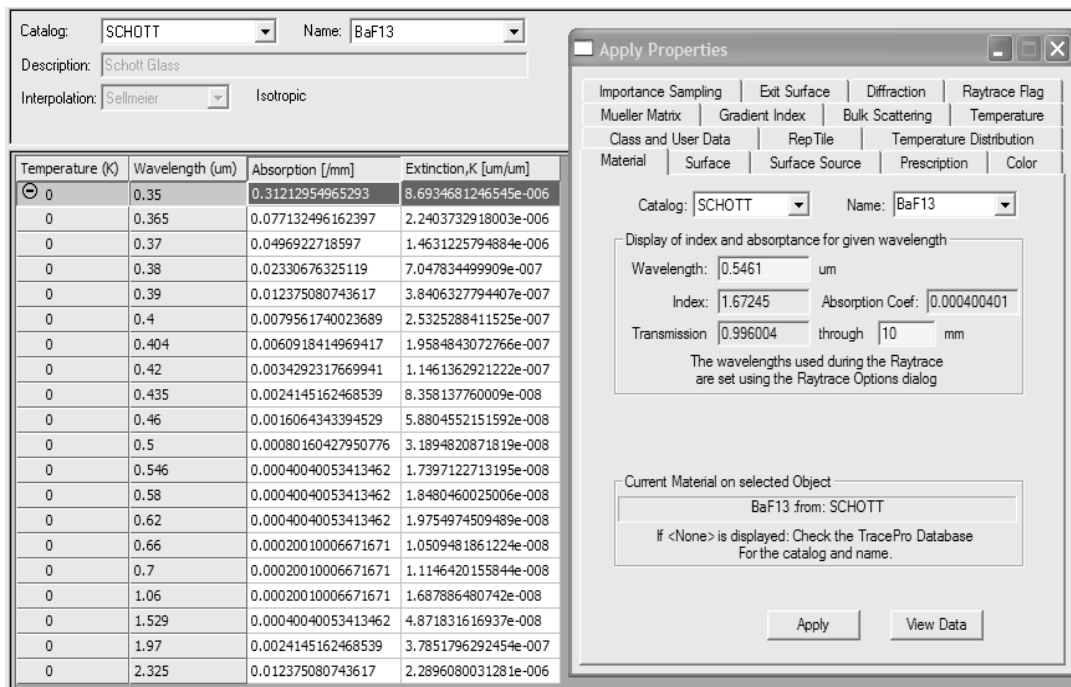 Catalog: SCHOTT Name: BaF13
Description: Schott Glass
Interpolation: Sellmeier Isotropic
Temperature (K) Wavelength (um) Absorption [/mm] Extinction,K [um/um]
0 0.35 0.31212954965293 8.6934681246545e-006
0 0.365 0.077132496162397 2.2403732918003e-006
0 0.37 0.0496922718597 1.4631225794884e-006
0 0.38 0.02330676325119 7.047834499909e-007
0 0.39 0.012375080743617 3.8406327794407e-007
0 0.4 0.0079561740023689 2.5325288411525e-007
0 0.404 0.0060918414969417 1.9584843072766e-007
0 0.42 0.0034292317669941 1.1461362921222e-007
0 0.435 0.0024145162468539 8.358137760009e-008
0 0.46 0.0016064343394529 5.8804552151592e-008
0 0.5 0.00080160427950776 3.1894820871819e-008
0 0.546 0.00040040053413462 1.7397122713195e-008
0 0.58 0.00040040053413462 1.8480460025006e-008
0 0.62 0.00040040053413462 1.9754974509489e-008
0 0.66 0.00020010006671671 1.0509481861224e-008
0 0.7 0.00020010006671671 1.1146420155844e-008
0 1.06 0.00020010006671671 1.687886480742e-008
0 1.529 0.00040040053413462 4.871831616937e-008
0 1.97 0.0024145162468539 3.7851796292454e-007
0 2.325 0.012375080743617 2.2896080031281e-006
Apply Properties
Importance Sampling Exit Surface Diffraction Raytrace Flag
Mueller Matrix Gradient Index Bulk Scattering Temperature
Class and User Data RepTile Temperature Distribution
Material Surface Surface Source Prescription Color
Catalog: SCHOTT Name: BaF13
Display of index and absorptance for given wavelength
Wavelength: 0.5461 um
Index: 1.67245 Absorption Coef: 0.000400401
Transmission 0.996004 through 10 mm
The wavelengths used during the Raytrace
are set using the Raytrace Options dialog
Current Material on selected Object
BaF13 from: SCHOTT
If <None> is displayed: Check the TracePro Database
For the catalog and name.
Apply View Data